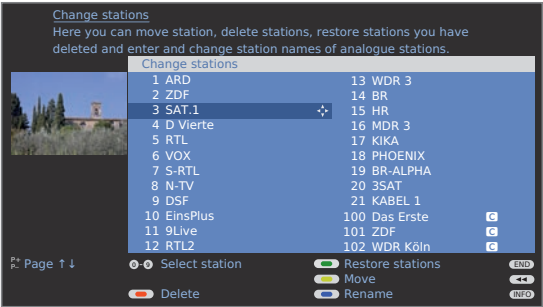 Change stations
Here you can move station, delete stations, restore stations you have
deleted and enter and change station names of analogue stations.
Change stations
1 ARD
2 ZDF
3 SAT.1
4 D Vierte
5 RTL
6 VOX
7 S-RTL
8 N-TV
9 DSF
10 EinsPlus
11 9Live
12 RTL2
13 WDR 3
14 BR
15 HR
16 MDR 3
17 KIKA
18 PHOENIX
19 BR-ALPHA
20 3SAT
21 KABEL 1
100 Das Erste C
101 ZDF C
102 WDR Köln C
P+
P-
Page ↑↓
0-9 Select station
Restore stations END
Move
Delete
Rename INFO